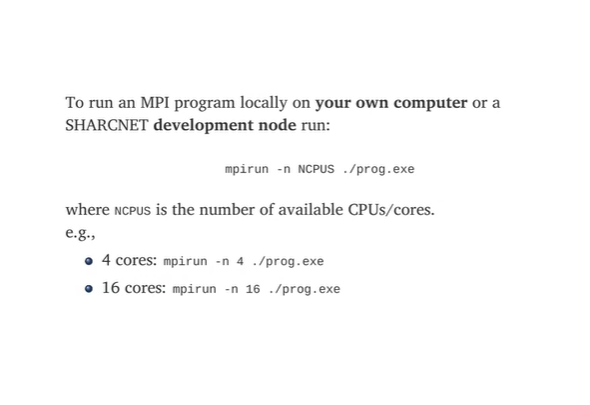 To run an MPI program locally on your own computer or a
SHARCNET development node run:
mpirun -n NCPUS ./prog.exe
where NCPUS is the number of available CPUs/cores.
e.g.,
4 cores: mpirun -n 4 ./prog.exe
16 cores: mpirun -n 16 ./prog.exe